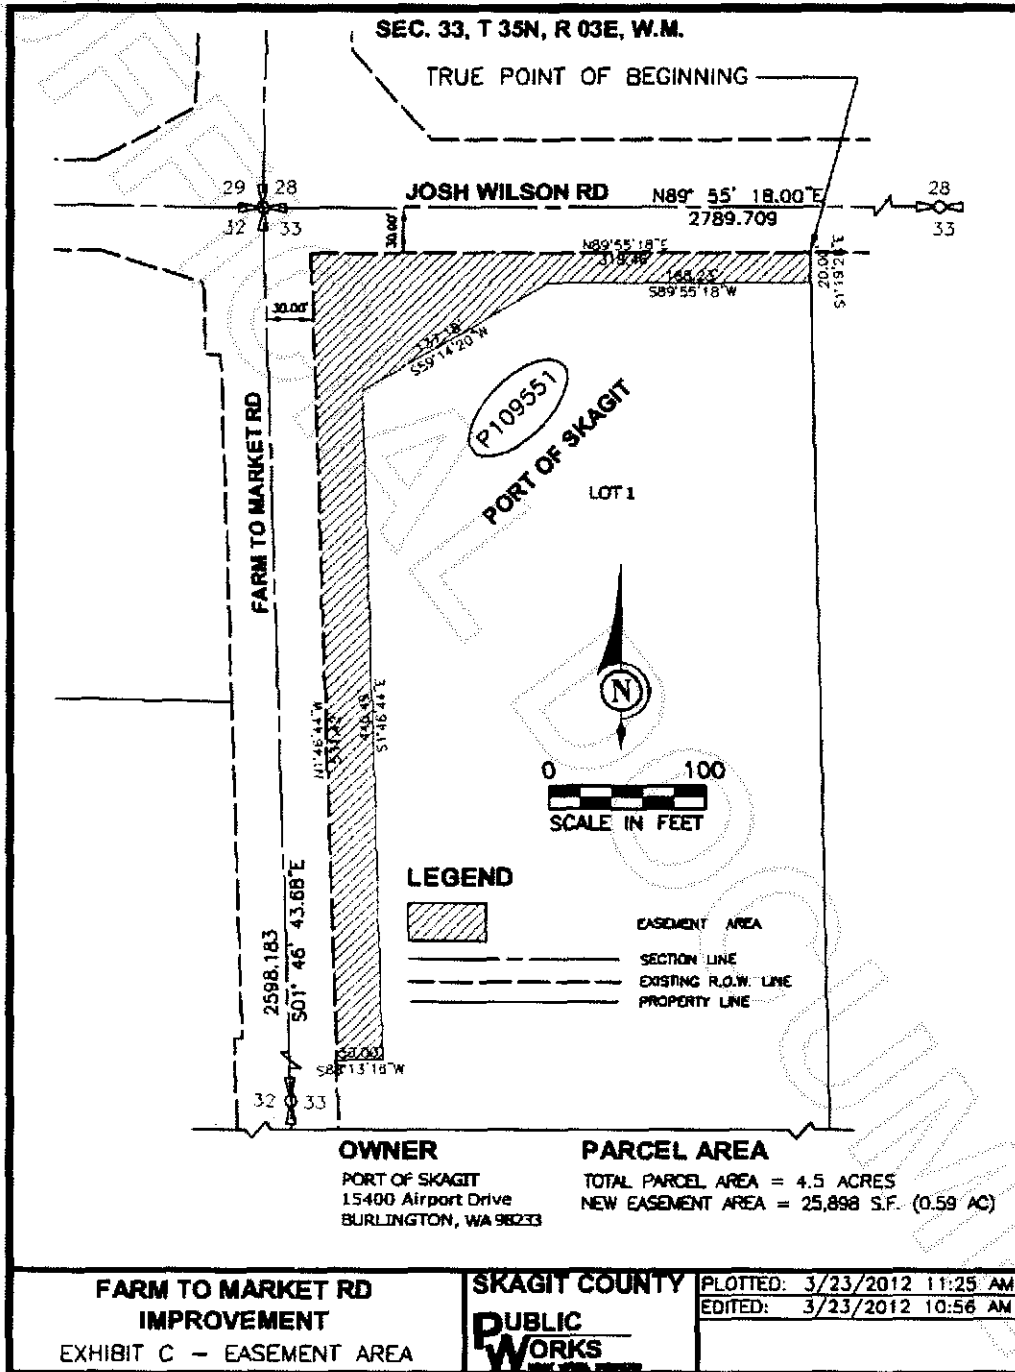 SEC. 33, T 35N, R 03E, W.M.
TRUE POINT OF BEGINNING
29 28
32 33
JOSH WILSON RD
N89° 55' 18.00"E
2789.709
28
33
30.00'
N89°55'18"E
S89°55'18"W
20.00'
30.00'
S59°14'20"W
P109551
PORT OF SKAGIT
LOT 1
FARM TO MARKET RD
N1°46'44"W
S1°46'44"E
N
0 100
SCALE IN FEET
LEGEND
EASEMENT AREA
SECTION LINE
EXISTING R.O.W. LINE
PROPERTY LINE
2598.183
S01° 46' 43.68"E
32 33
OWNER
PORT OF SKAGIT
15400 Airport Drive
BURLINGTON, WA 98233
PARCEL AREA
TOTAL PARCEL AREA = 4.5 ACRES
NEW EASEMENT AREA = 25,898 S.F. (0.59 AC)
FARM TO MARKET RD
IMPROVEMENT
EXHIBIT C - EASEMENT AREA
SKAGIT COUNTY
PUBLIC
WORKS
PLOTTED: 3/23/2012 11:25 AM
EDITED: 3/23/2012 10:56 AM